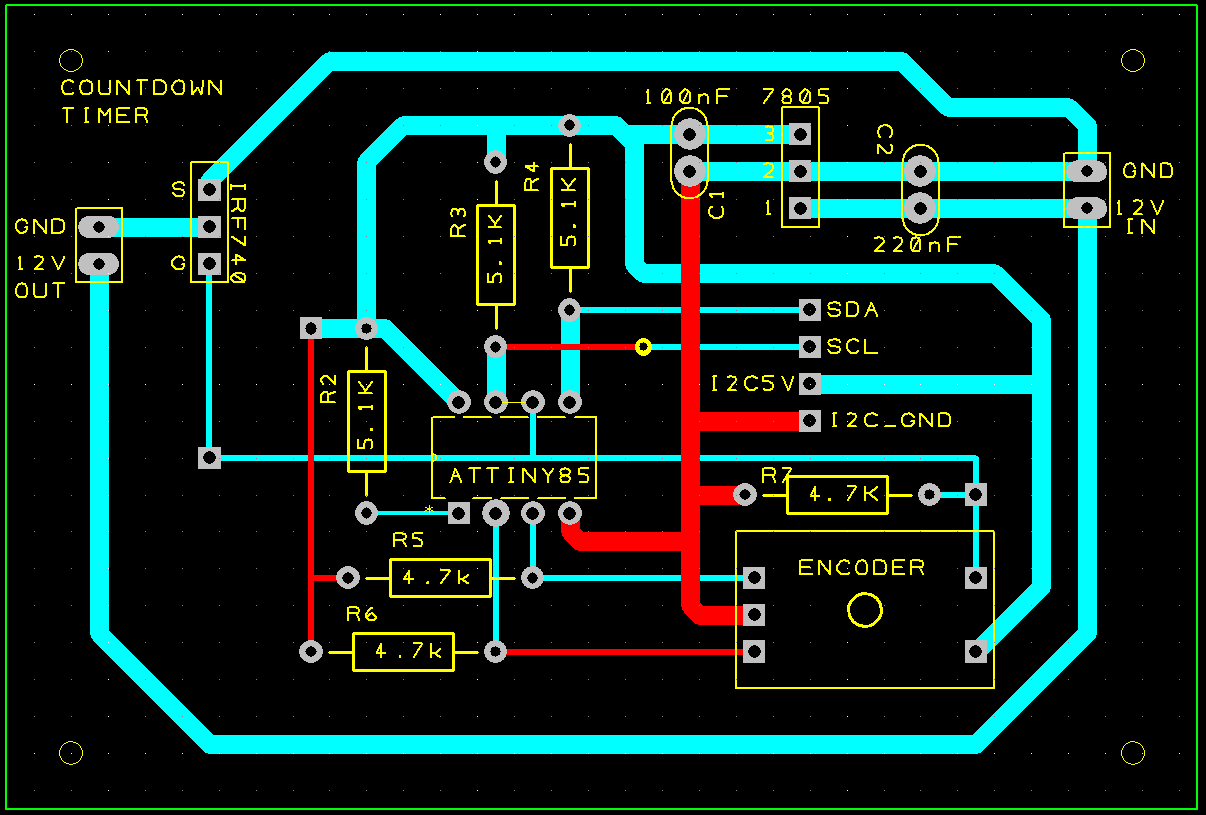 COUNTDOWN
TIMER
100nF
7805
C2
3
2
1
C1
GND
12V
IN
220nF
S
IRF740
G
GND
12V
OUT
R4
5.1K
R3
5.1K
SDA
SCL
I2C5V
I2C_GND
R2
5.1K
ATTINY85
*
R7
4.7K
R5
4.7k
ENCODER
R6
4.7k